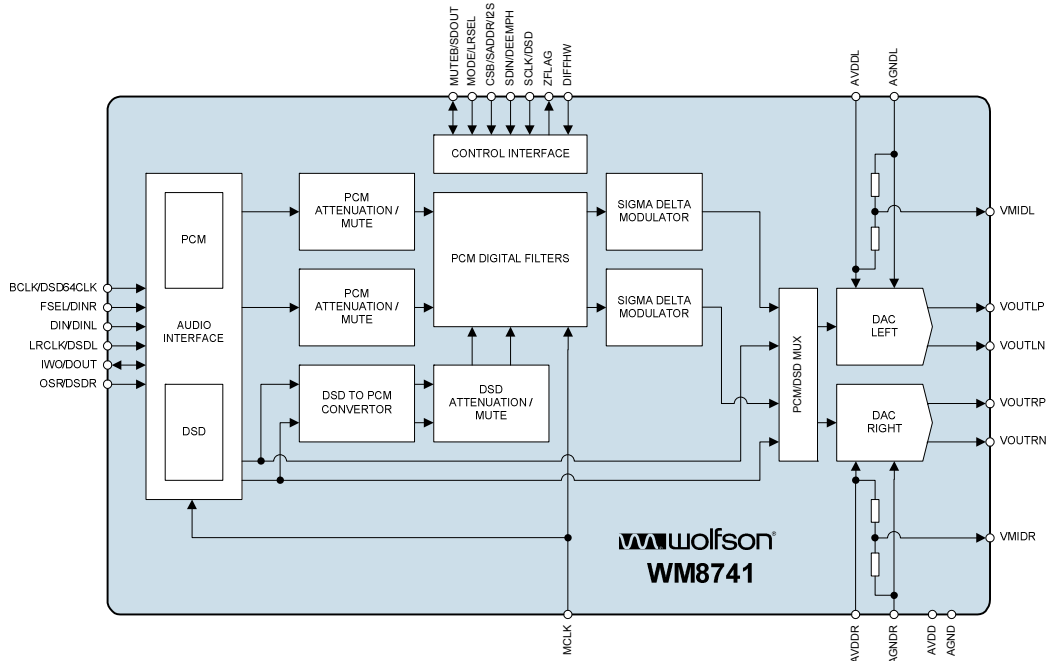 MUTEB/SDOUT
MODE/LRSEL
CSB/SADDR/I2S
SDIN/DEEMPH
SCLK/DSD
ZFLAG
DIFFHW
AVDDL
AGNDL
CONTROL INTERFACE
PCM
PCM
ATTENUATION /
MUTE
PCM DIGITAL FILTERS
SIGMA DELTA
MODULATOR
VMIDL
BCLK/DSD64CLK
FSEL/DINR
DIN/DINL
LRCLK/DSDL
IWO/DOUT
OSR/DSDR
AUDIO
INTERFACE
PCM
ATTENUATION /
MUTE
SIGMA DELTA
MODULATOR
PCM/DSD MUX
DAC
LEFT
VOUTLP
VOUTLN
DSD
DSD TO PCM
CONVERTOR
DSD
ATTENUATION /
MUTE
DAC
RIGHT
VOUTRP
VOUTRN
VMIDR
wolfson®
WM8741
MCLK
AVDDR
AGNDR
AVDD
AGND